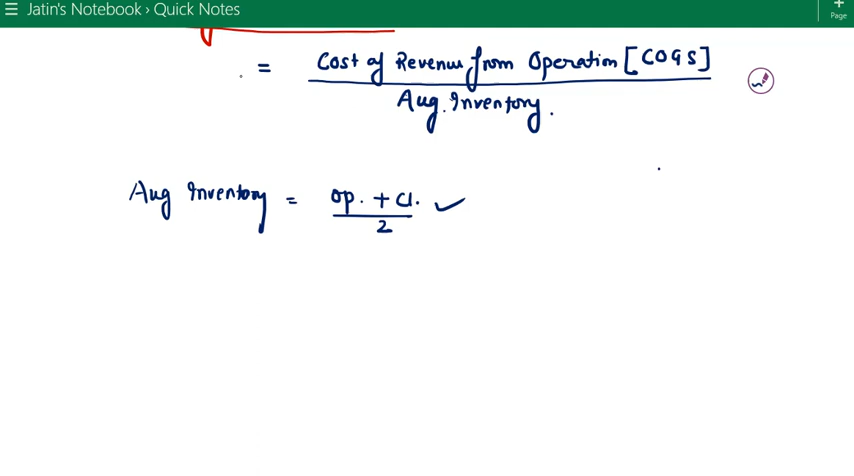 ☰ Jatin's Notebook › Quick Notes
+
Page
= Cost of Revenue from Operation [COGS]
Avg. Inventory.
Avg Inventory = Op. + Cl. ✓
2